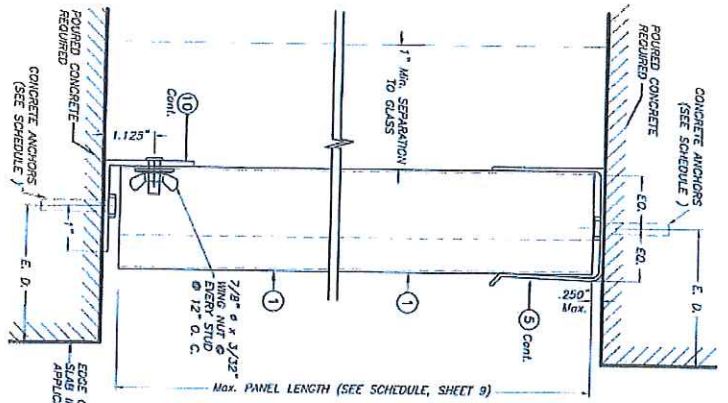 POURED CONCRETE
REQUIRED
CONCRETE ANCHORS
(SEE SCHEDULE )
1.125"
10
Cont.
1" Min. SEPARATION
TO GLASS
POURED CONCRETE
REQUIRED
CONCRETE ANCHORS
(SEE SCHEDULE )
EQ.
EQ.
E. D.
.250"
Max.
5 Cont.
1
1
7/8" ø x 3/32"
WING NUT @
EVERY STUD
@ 12" O. C.
1"
E. D.
Max. PANEL LENGTH (SEE SCHEDULE, SHEET 9)
EDGE
SLAB